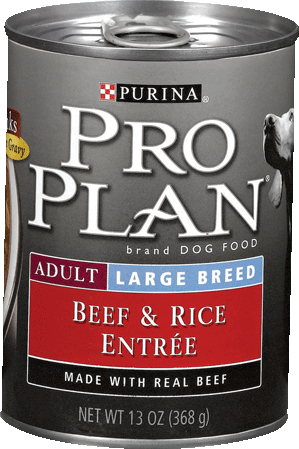 PURINA®
PRO
PLAN®
brand DOG FOOD
ADULT LARGE BREED
BEEF & RICE
ENTRÉE
MADE WITH REAL BEEF
NET WT 13 OZ (368 g)
Gravy